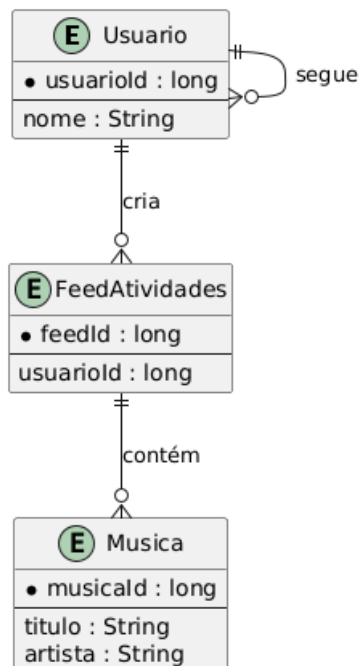 E Usuario
usuarioId : long
nome : String
segue
cria
E FeedAtividades
feedId : long
usuarioId : long
contém
E Musica
musicaId : long
titulo : String
artista : String